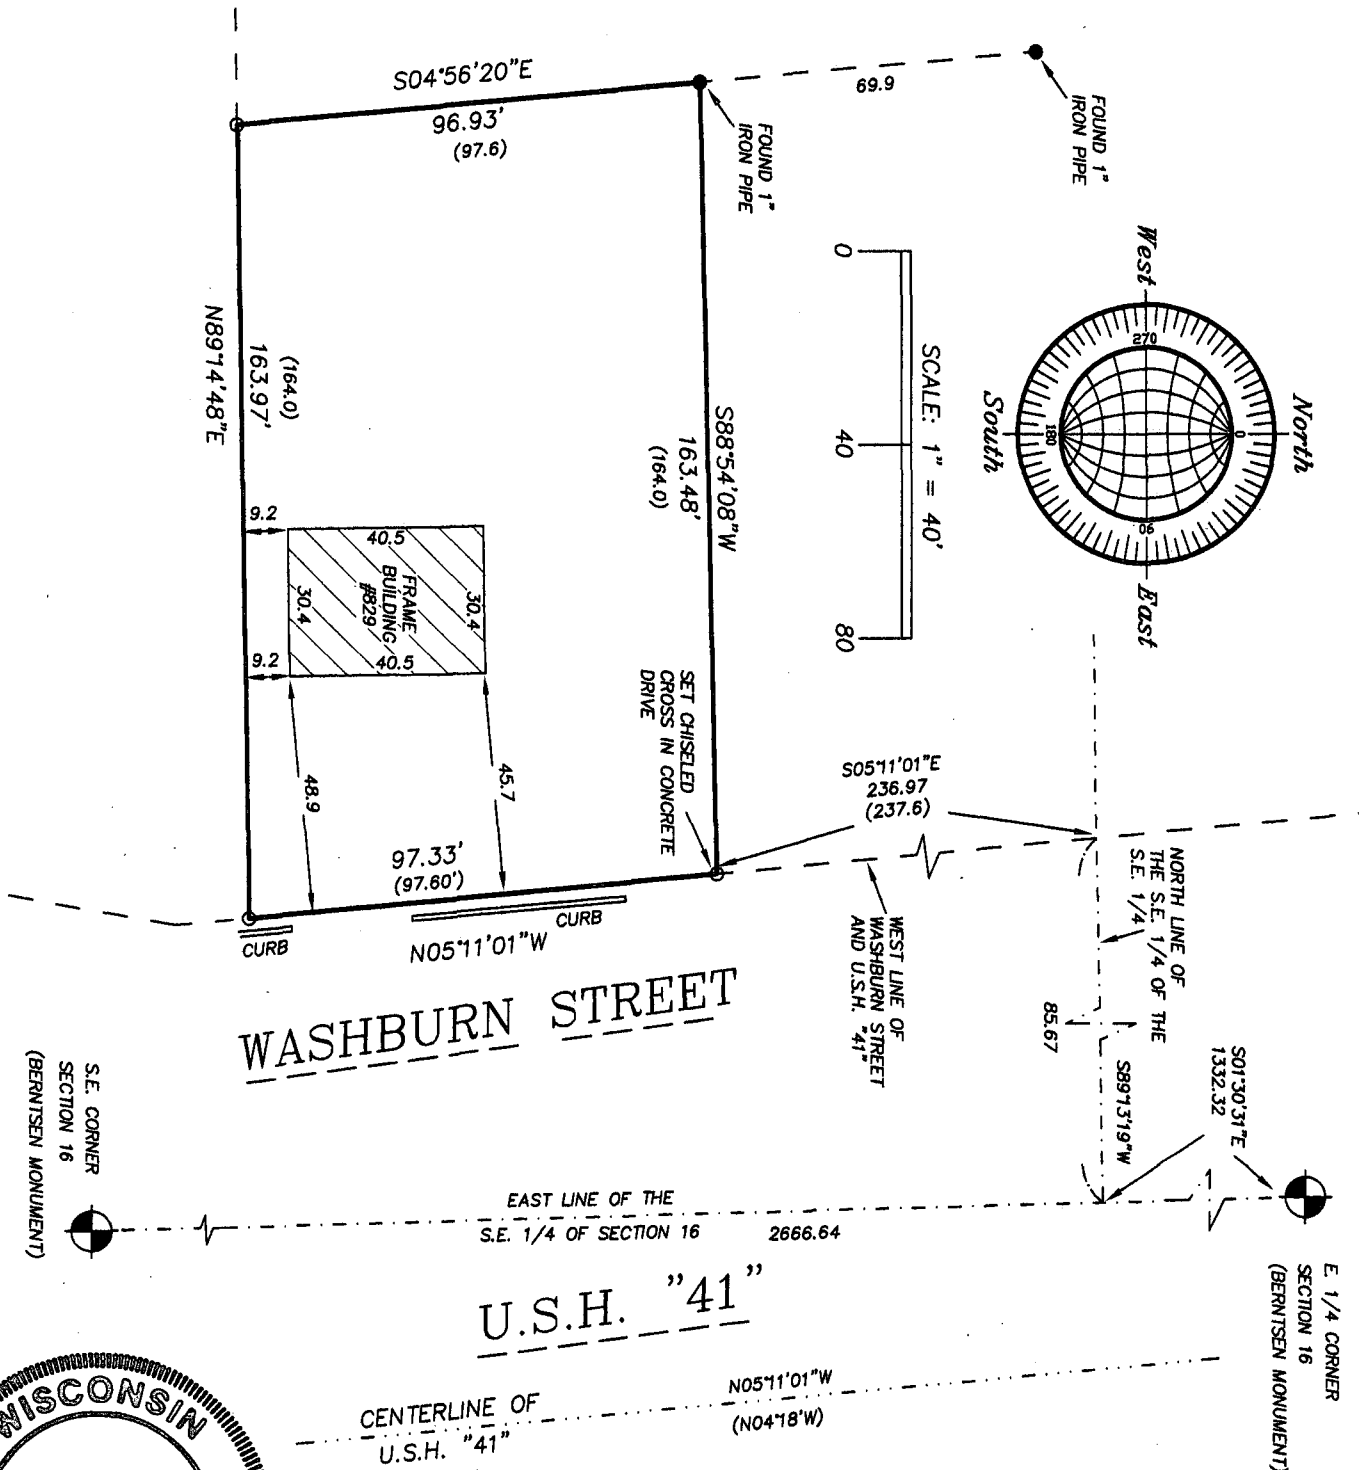 S04°56'20"E
96.93'
(97.6)
69.9
FOUND 1"
IRON PIPE
FOUND 1"
IRON PIPE
West
North
South
East
270
0
180
90
0
40
80
SCALE: 1" = 40'
S88°54'08"W
163.48'
(164.0)
(164.0)
163.97'
N89°14'48"E
9.2
40.5
30.4
FRAME
BUILDING
#829
30.4
40.5
9.2
48.9
45.7
SET CHISELED
CROSS IN CONCRETE
DRIVE
S05°11'01"E
236.97
(237.6)
97.33'
(97.60')
CURB
CURB
N05°11'01"W
WEST LINE OF
WASHBURN STREET
AND U.S.H. "41"
NORTH LINE OF
THE S.E. 1/4 OF THE
S.E. 1/4
85.67
S89°13'19"W
S01°30'31"E
1332.32
WASHBURN STREET
S.E. CORNER
SECTION 16
(BERNTSEN MONUMENT)
EAST LINE OF THE
S.E. 1/4 OF SECTION 16 2666.64
U.S.H. "41"
E. 1/4 CORNER
SECTION 16
(BERNTSEN MONUMENT)
N05°11'01"W
(N04°18'W)
CENTERLINE OF
U.S.H. "41"
WISCONSIN